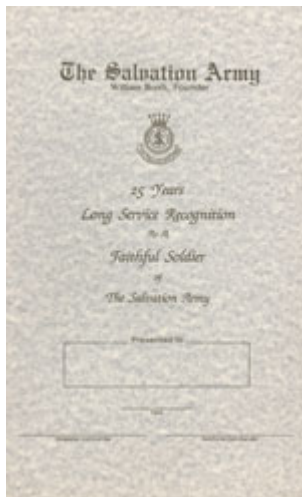 The Salvation Army
William Booth, Founder
25 Years
Long Service Recognition
As A
Faithful Soldier
of
The Salvation Army
Presented to